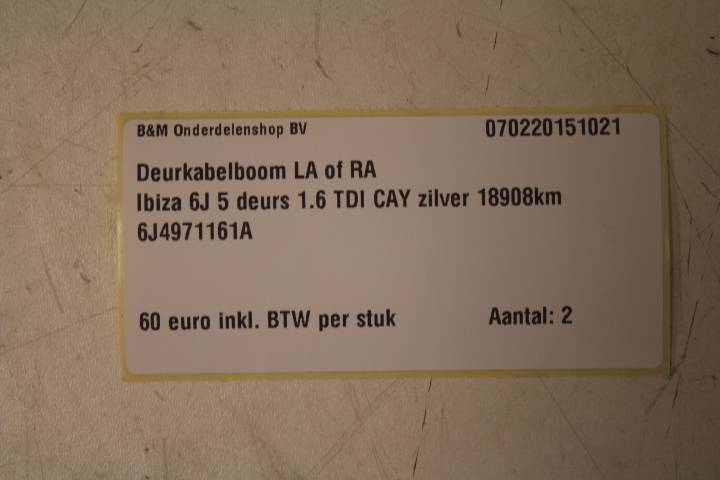 B&M Onderdelenshop BV 070220151021
Deurkabelboom LA of RA
Ibiza 6J 5 deurs 1.6 TDI CAY zilver 18908km
6J4971161A
60 euro inkl. BTW per stuk Aantal: 2